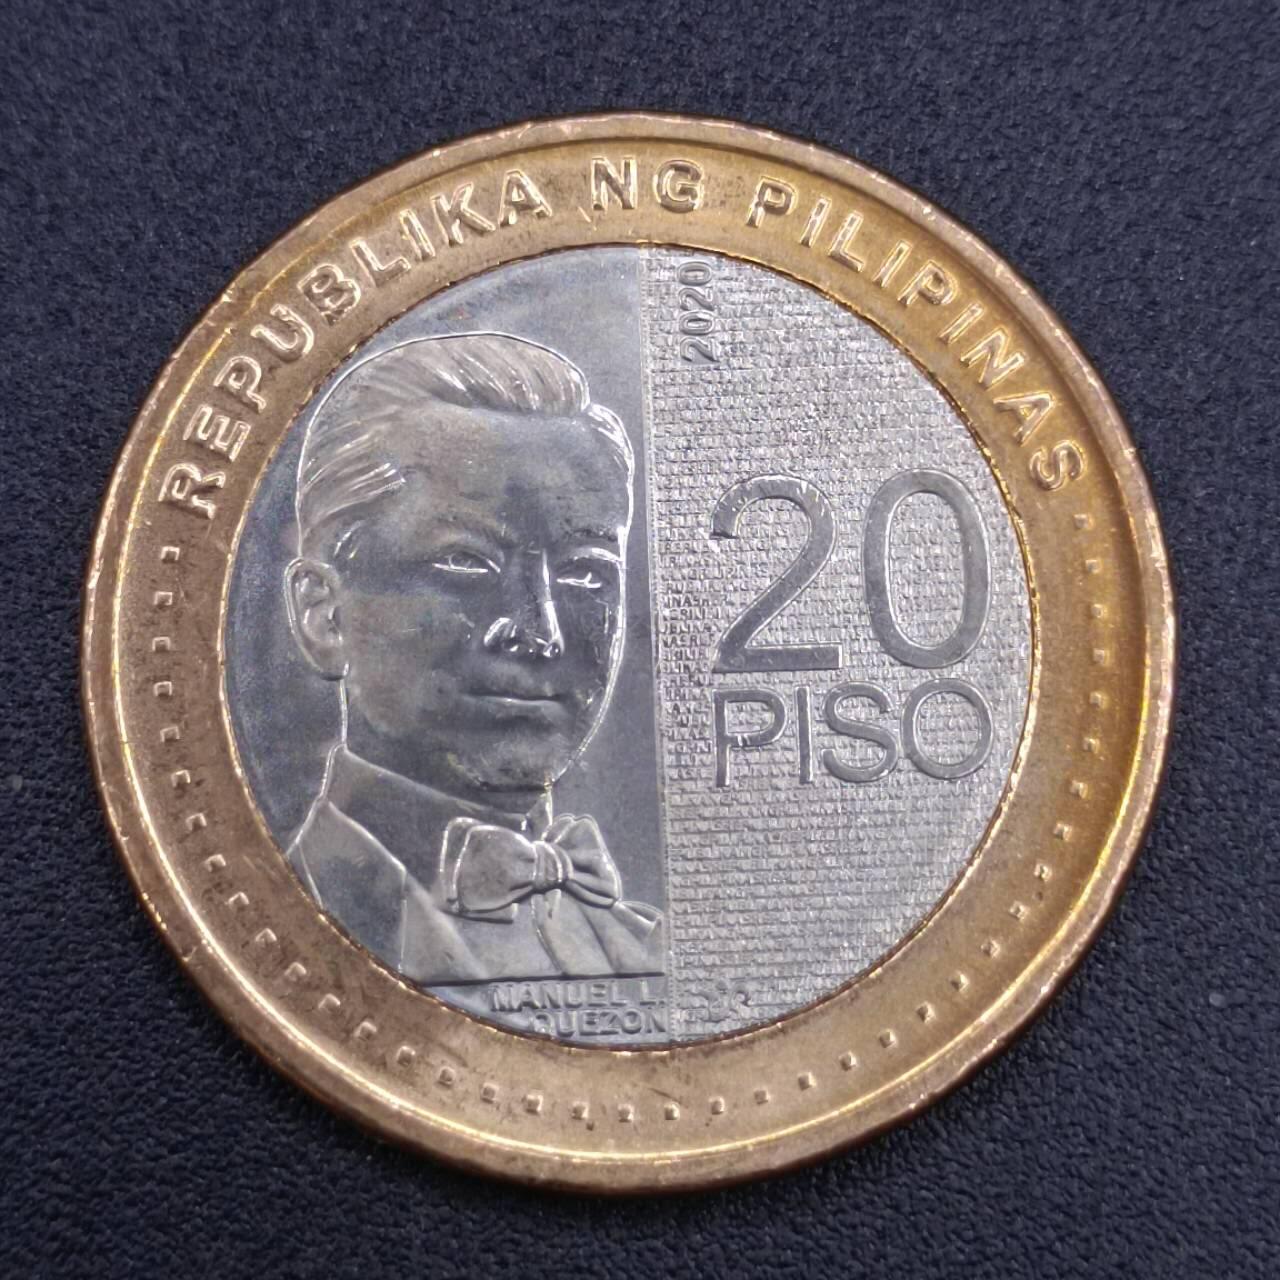 REPUBLIKA NG PILIPINAS
2020
20
PISO
MANUEL L.
QUEZON